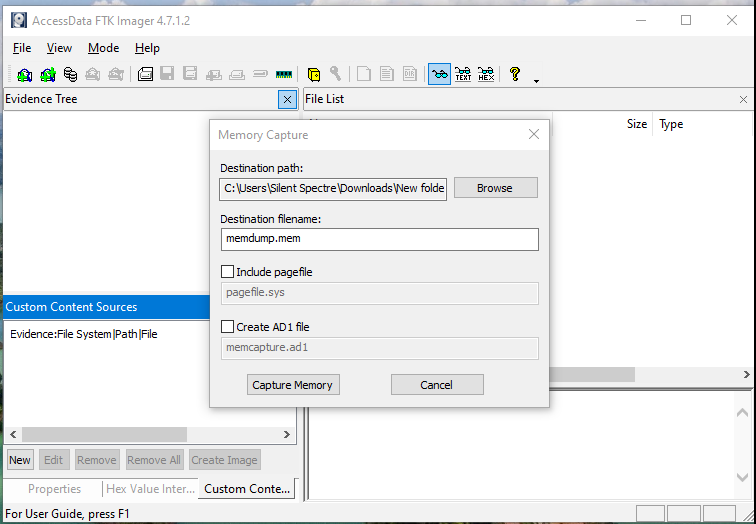 AccessData FTK Imager 4.7.1.2
File View Mode Help
TEXT HEX
Evidence Tree
File List
Size Type
Memory Capture
Destination path:
C:\Users\Silent Spectre\Downloads\New folde
Browse
Destination filename:
memdump.mem
Include pagefile
pagefile.sys
Create AD1 file
memcapture.ad1
Capture Memory Cancel
Custom Content Sources
Evidence:File System|Path|File
New Edit Remove Remove All Create Image
Properties Hex Value Inter... Custom Conte...
For User Guide, press F1